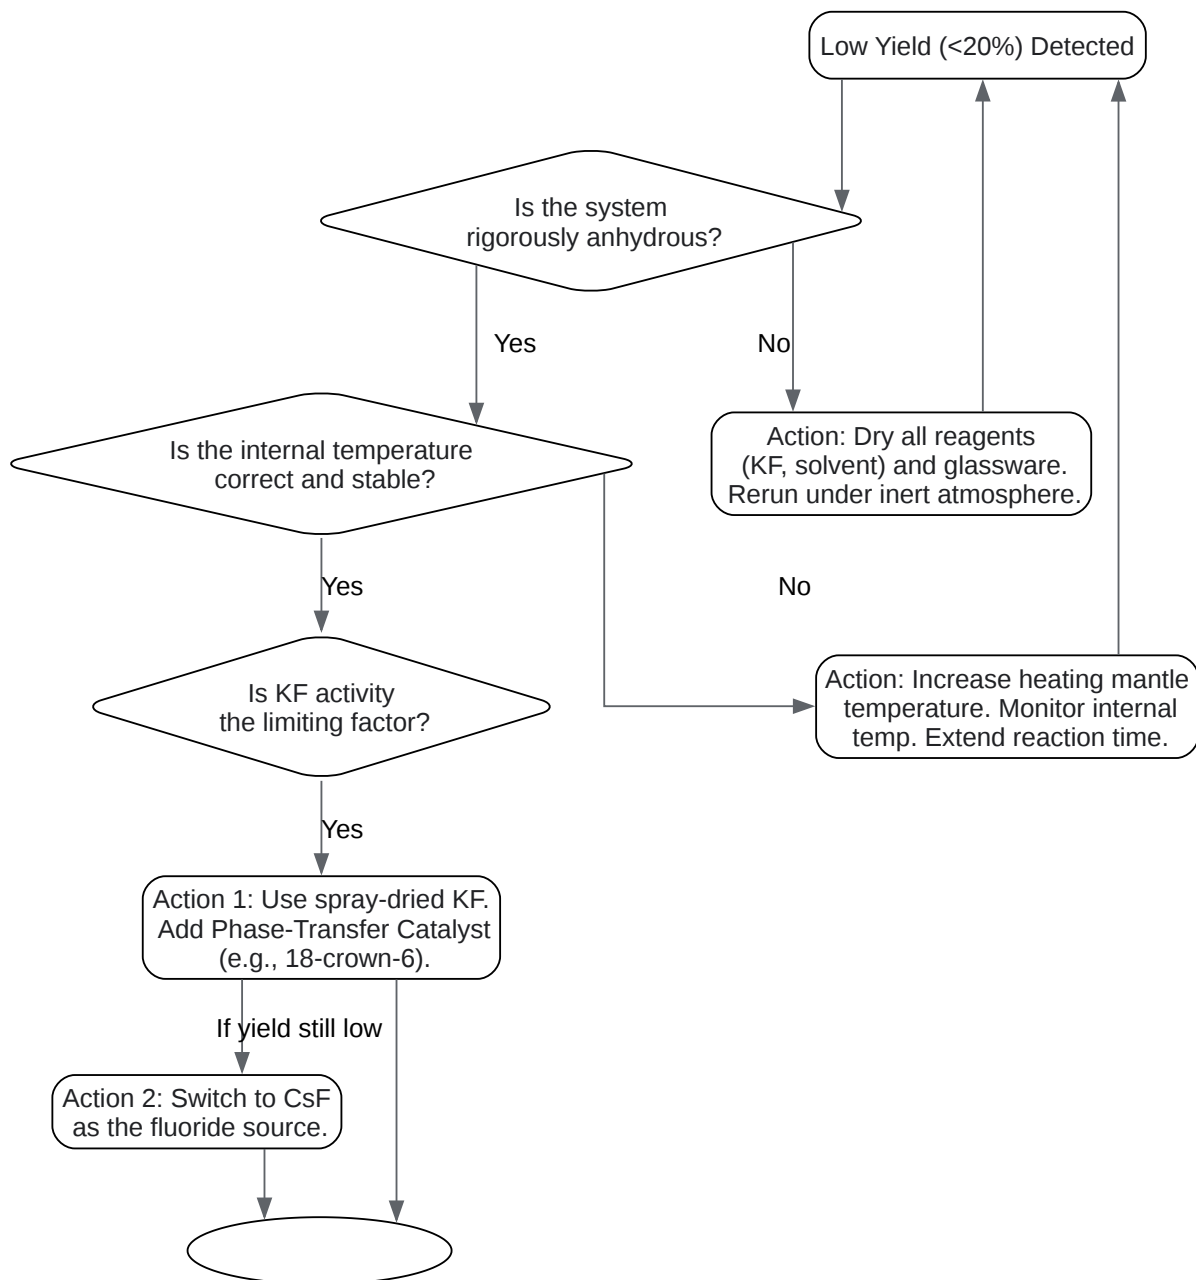 Low Yield (<20%) Detected
Is the system
rigorously anhydrous?
Yes
No
Is the internal temperature
correct and stable?
Action: Dry all reagents
(KF, solvent) and glassware.
Rerun under inert atmosphere.
Yes
No
Is KF activity
the limiting factor?
Action: Increase heating mantle
temperature. Monitor internal
temp. Extend reaction time.
Yes
Action 1: Use spray-dried KF.
Add Phase-Transfer Catalyst
(e.g., 18-crown-6).
If yield still low
Action 2: Switch to CsF
as the fluoride source.